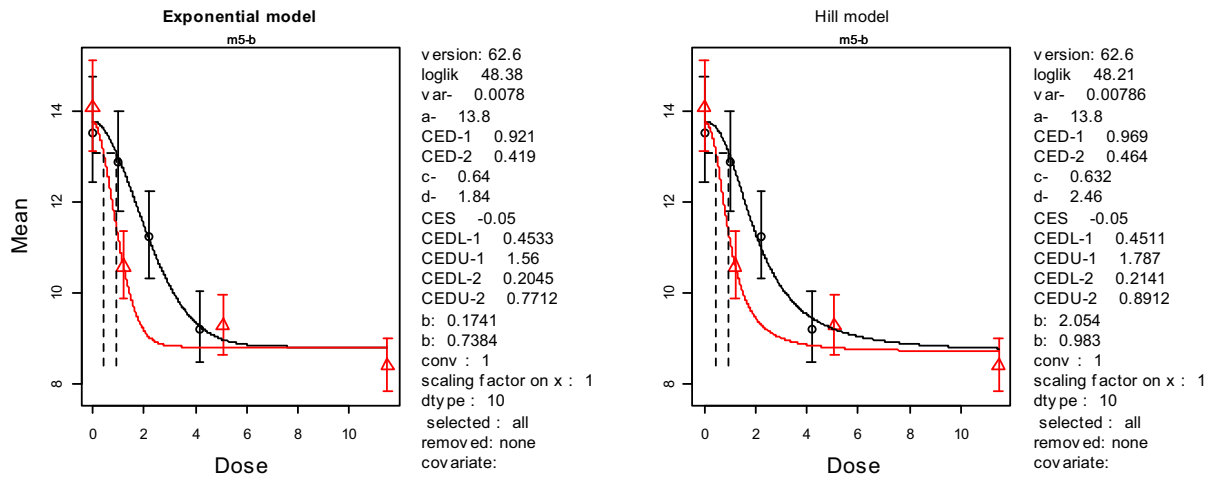 Exponential model
m5-b
Mean
14
12
10
8
0 2 4 6 8 10
Dose
version: 62.6
loglik 48.38
var- 0.0078
a- 13.8
CED-1 0.921
CED-2 0.419
c- 0.64
d- 1.84
CES -0.05
CEDL-1 0.4533
CEDU-1 1.56
CEDL-2 0.2045
CEDU-2 0.7712
b: 0.1741
b: 0.7384
conv : 1
scaling factor on x : 1
dtype : 10
selected : all
removed: none
covariate:
Hill model
m5-b
14
12
10
8
0 2 4 6 8 10
Dose
version: 62.6
loglik 48.21
var- 0.00786
a- 13.8
CED-1 0.969
CED-2 0.464
c- 0.632
d- 2.46
CES -0.05
CEDL-1 0.4511
CEDU-1 1.787
CEDL-2 0.2141
CEDU-2 0.8912
b: 2.054
b: 0.983
conv : 1
scaling factor on x : 1
dtype : 10
selected : all
removed: none
covariate: